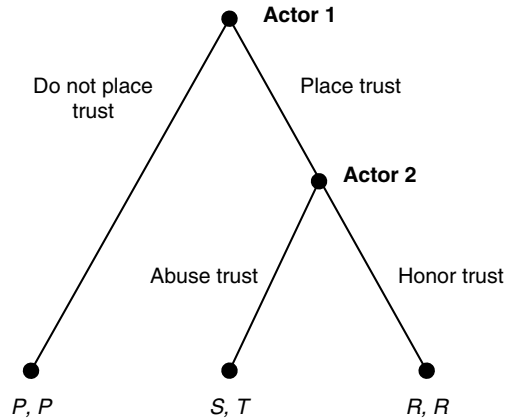 Actor 1
Do not place
trust
Place trust
Actor 2
Abuse trust
Honor trust
P, P
S, T
R, R